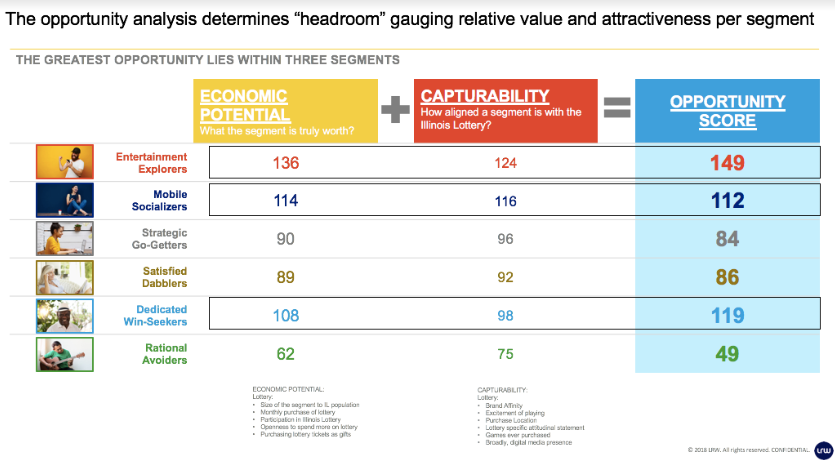 The opportunity analysis determines “headroom” gauging relative value and attractiveness per segment
THE GREATEST OPPORTUNITY LIES WITHIN THREE SEGMENTS
ECONOMIC
POTENTIAL
What the segment is truly worth?
+
CAPTURABILITY
How aligned a segment is with the
Illinois Lottery?
=
OPPORTUNITY
SCORE
Entertainment
Explorers
136
124
149
Mobile
Socializers
114
116
112
Strategic
Go-Getters
90
96
84
Satisfied
Dabblers
89
92
86
Dedicated
Win-Seekers
108
98
119
Rational
Avoiders
62
75
49
ECONOMIC POTENTIAL:
Lottery:
• Size of the segment to IL population
• Monthly purchase of lottery
• Participation in Illinois Lottery
• Openness to spend more on lottery
• Purchasing lottery tickets as gifts
CAPTURABILITY:
Lottery:
• Brand Affinity
• Excitement of playing
• Purchase Location
• Lottery specific attitudinal statement
• Games ever purchased
• Broadly, digital media presence
© 2018 LRW. All rights reserved. CONFIDENTIAL.
LRW